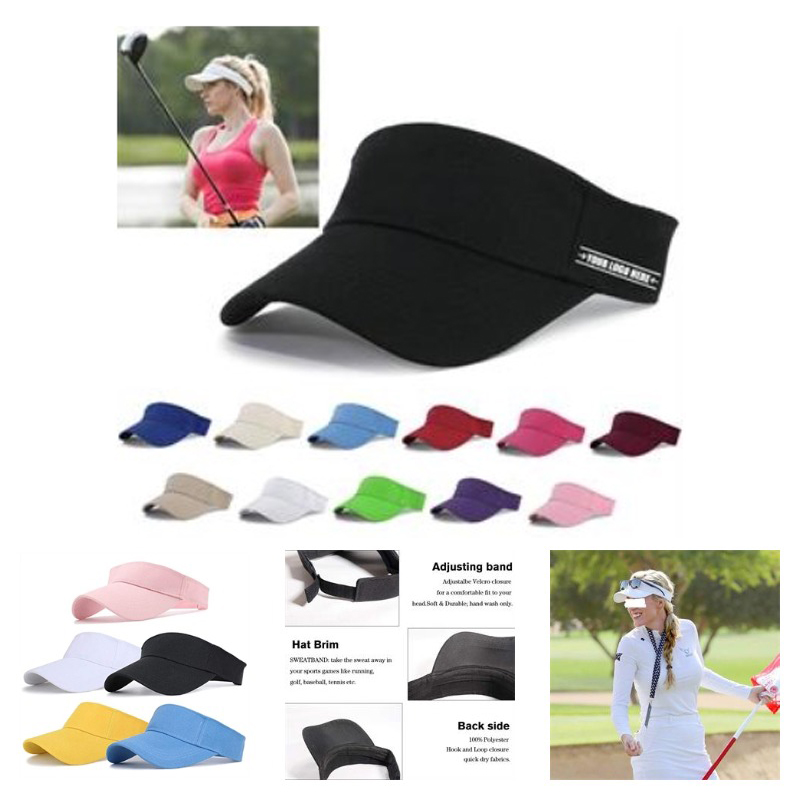 YOUR LOGO HERE
Adjusting band
Adjustalbe Velcro closure
for a comfortable fit to your
head.Soft & Durable, hand wash only.
Hat Brim
SWEATBAND: take the sweat away in
your sports games like running,
golf, baseball, tennis etc.
Back side
100% Polyester
Hook and Loop closure
quick dry fabrics.